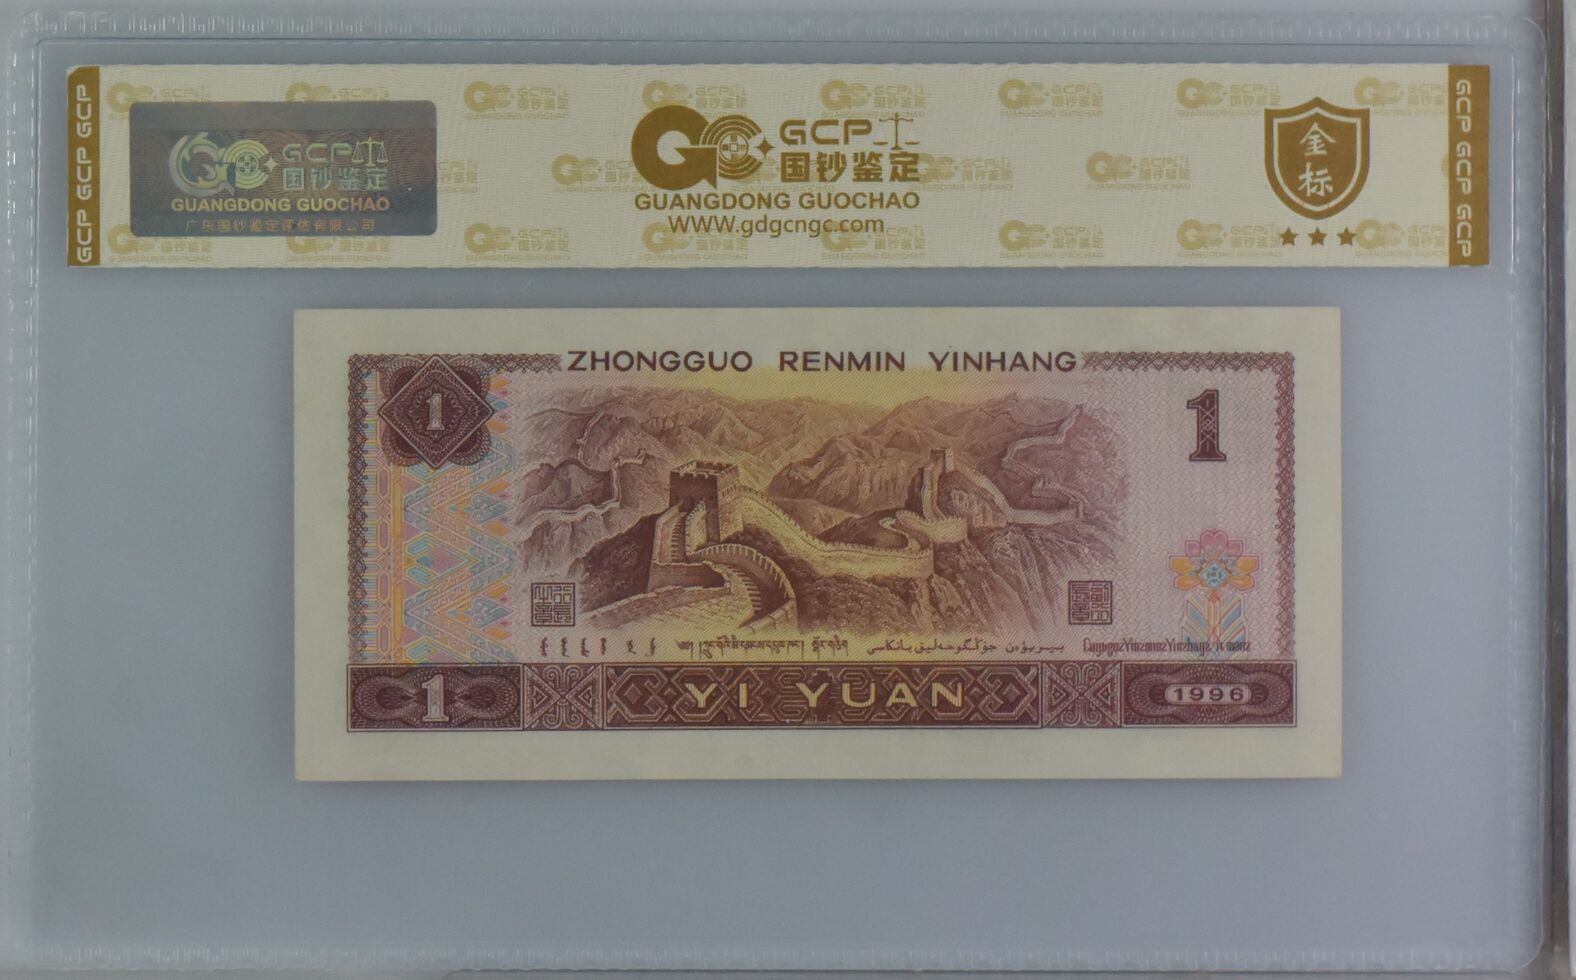 GCP GCP GCP
GCP
国钞鉴定
GUANGDONG GUOCHAO
广东国钞鉴定评估有限公司
GCP
国钞鉴定
GUANGDONG GUOCHAO
WWW.gdgcngc.com
金标
GCP GCP GCP
ZHONGGUO RENMIN YINHANG
1
1
1
YI YUAN
1996